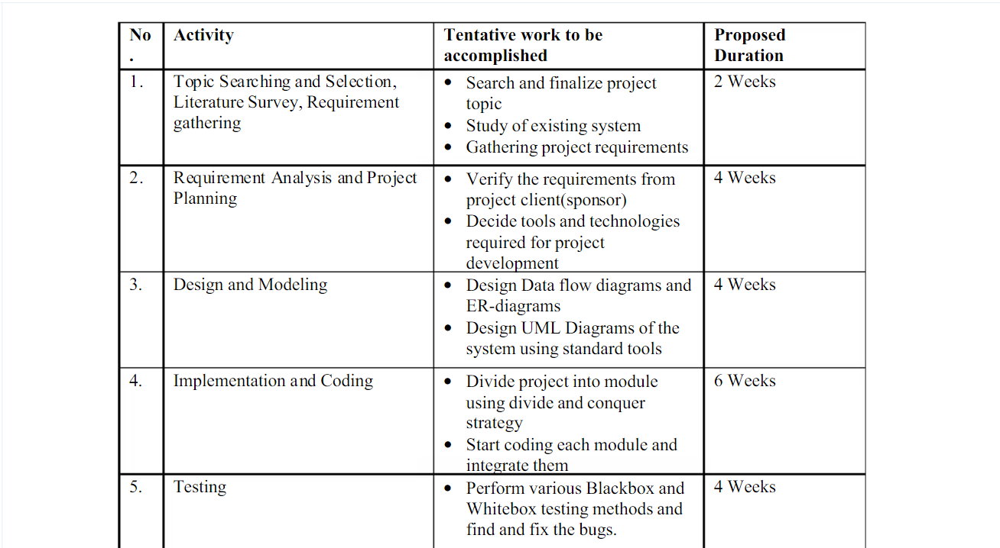 No
.
Activity
Tentative work to be
accomplished
Proposed
Duration
1.
Topic Searching and Selection,
Literature Survey, Requirement
gathering
• Search and finalize project
topic
• Study of existing system
• Gathering project requirements
2 Weeks
2.
Requirement Analysis and Project
Planning
• Verify the requirements from
project client(sponsor)
• Decide tools and technologies
required for project
development
4 Weeks
3.
Design and Modeling
• Design Data flow diagrams and
ER-diagrams
• Design UML Diagrams of the
system using standard tools
4 Weeks
4.
Implementation and Coding
• Divide project into module
using divide and conquer
strategy
• Start coding each module and
integrate them
6 Weeks
5.
Testing
• Perform various Blackbox and
Whitebox testing methods and
find and fix the bugs.
4 Weeks